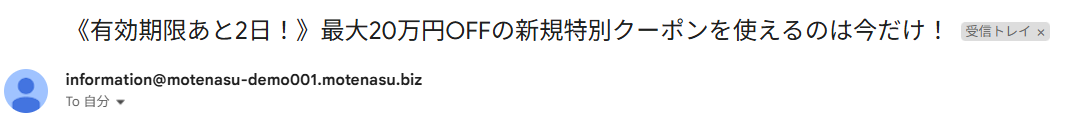 《有効期限あと2日！》最大20万円OFFの新規特別クーポンを使えるのは今だけ！ 受信トレイ ×
information@motenasu-demo001.motenasu.biz
To 自分